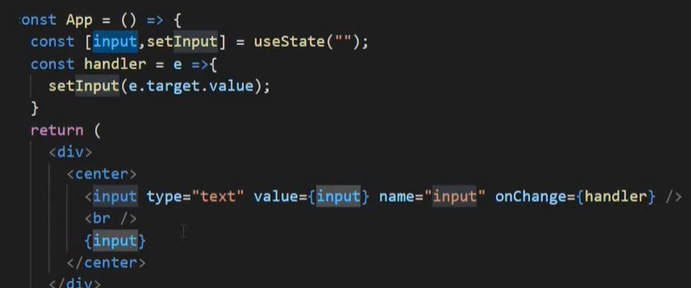 onst App = () => {
const [input,setInput] = useState("");
const handler = e =>{
setInput(e.target.value);
}
return (
<div>
<center>
<input type="text" value={input} name="input" onChange={handler} />
<br />
{input}
</center>
</div>